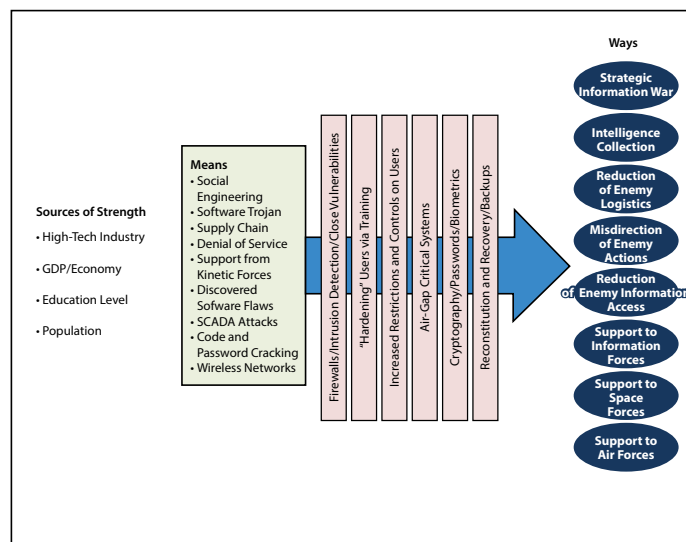 Sources of Strength
• High-Tech Industry
• GDP/Economy
• Education Level
• Population
Means
• Social
Engineering
• Software Trojan
• Supply Chain
• Denial of Service
• Support from
Kinetic Forces
• Discovered
Sofware Flaws
• SCADA Attacks
• Code and
Password Cracking
• Wireless Networks
Firewalls/Intrusion Detection/Close Vulnerabilities
"Hardening" Users via Training
Increased Restrictions and Controls on Users
Air-Gap Critical Systems
Cryptography/Passwords/Biometrics
Reconstitution and Recovery/Backups
Ways
Strategic
Information War
Intelligence
Collection
Reduction
of Enemy
Logistics
Misdirection
of Enemy
Actions
Reduction
of Enemy Information
Access
Support to
Information
Forces
Support to
Space
Forces
Support to
Air Forces